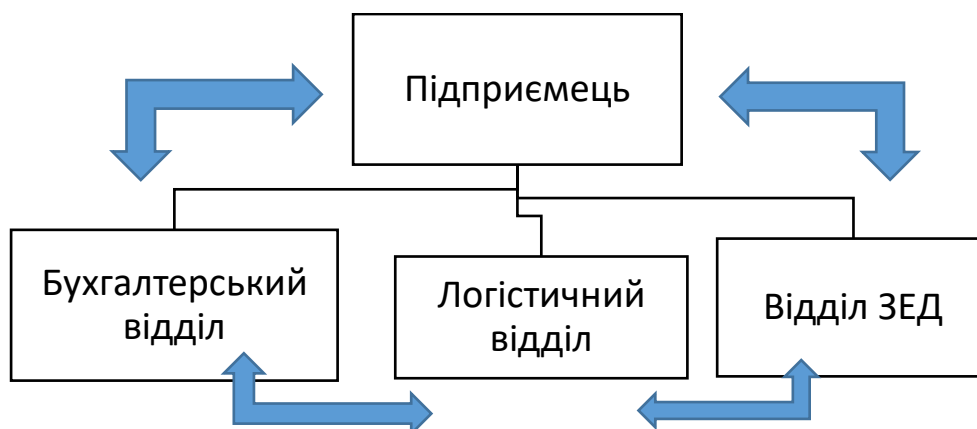 Підприємець
Бухгалтерський
відділ
Логістичний
відділ
Відділ ЗЕД